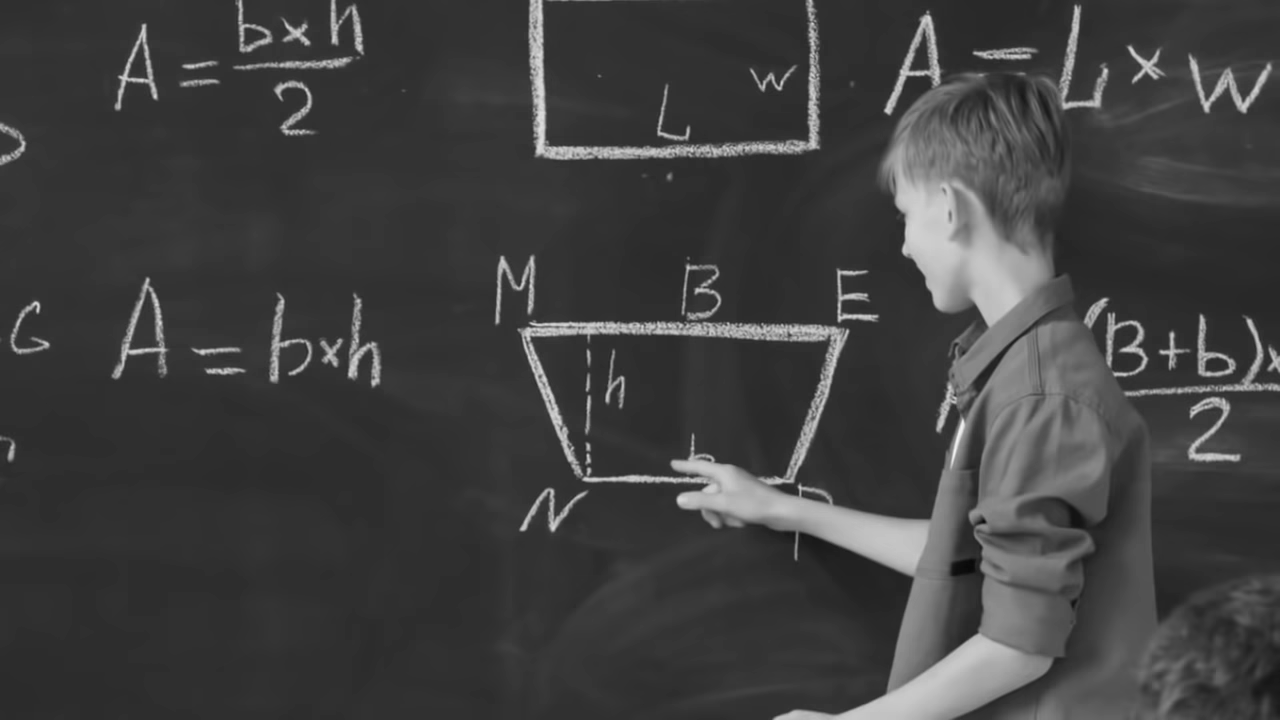 A = b×h
2
W
L
A = L × W
M B E
h
b
N P
G
A = b×h
(B+b)×
2